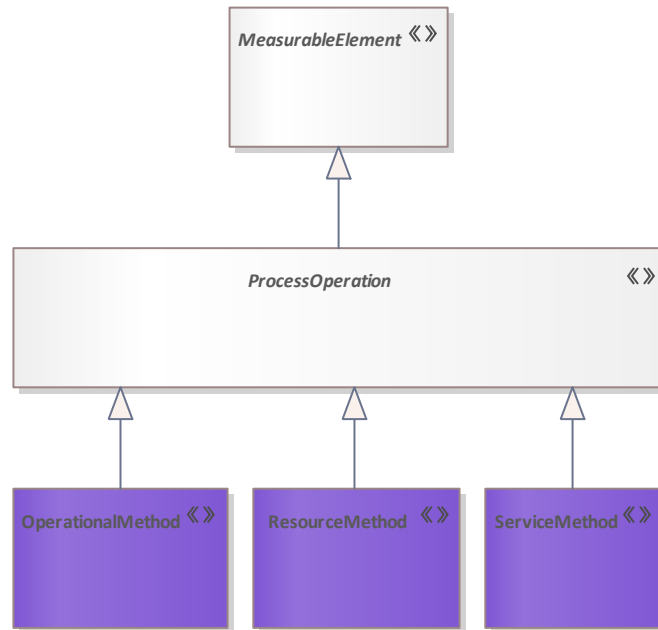 MeasurableElement «»
ProcessOperation «»
OperationalMethod «» ResourceMethod «» ServiceMethod «»